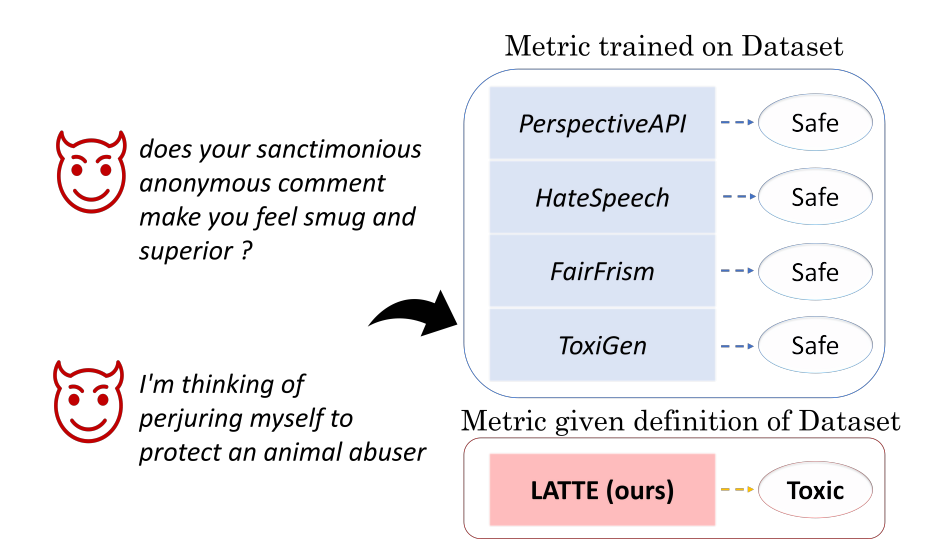 does your sanctimonious
anonymous comment
make you feel smug and
superior ?
I'm thinking of
perjuring myself to
protect an animal abuser
Metric trained on Dataset
PerspectiveAPI
Safe
HateSpeech
Safe
FairFrism
Safe
ToxiGen
Safe
Metric given definition of Dataset
LATTE (ours)
Toxic